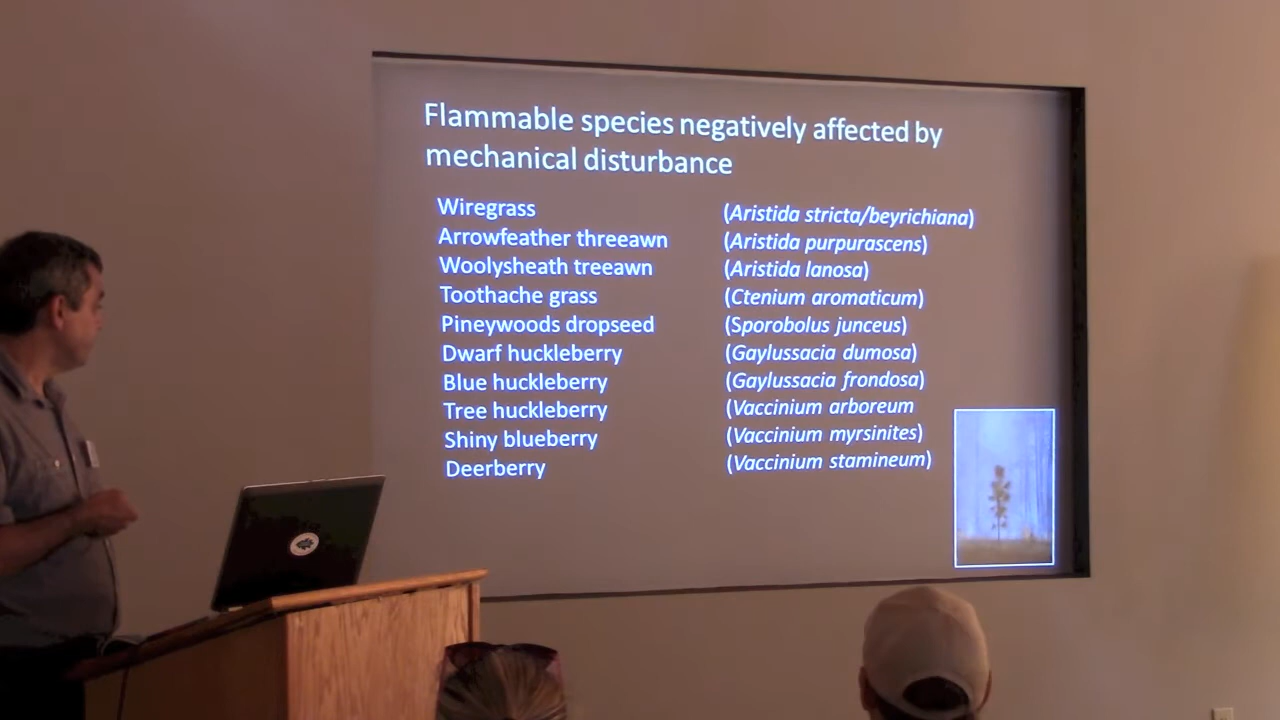 Flammable species negatively affected by
mechanical disturbance
Wiregrass (Aristida stricta/beyrichiana)
Arrowfeather threeawn (Aristida purpurascens)
Woolysheath treeawn (Aristida lanosa)
Toothache grass (Ctenium aromaticum)
Pineywoods dropseed (Sporobolus junceus)
Dwarf huckleberry (Gaylussacia dumosa)
Blue huckleberry (Gaylussacia frondosa)
Tree huckleberry (Vaccinium arboreum
Shiny blueberry (Vaccinium myrsinites)
Deerberry (Vaccinium stamineum)